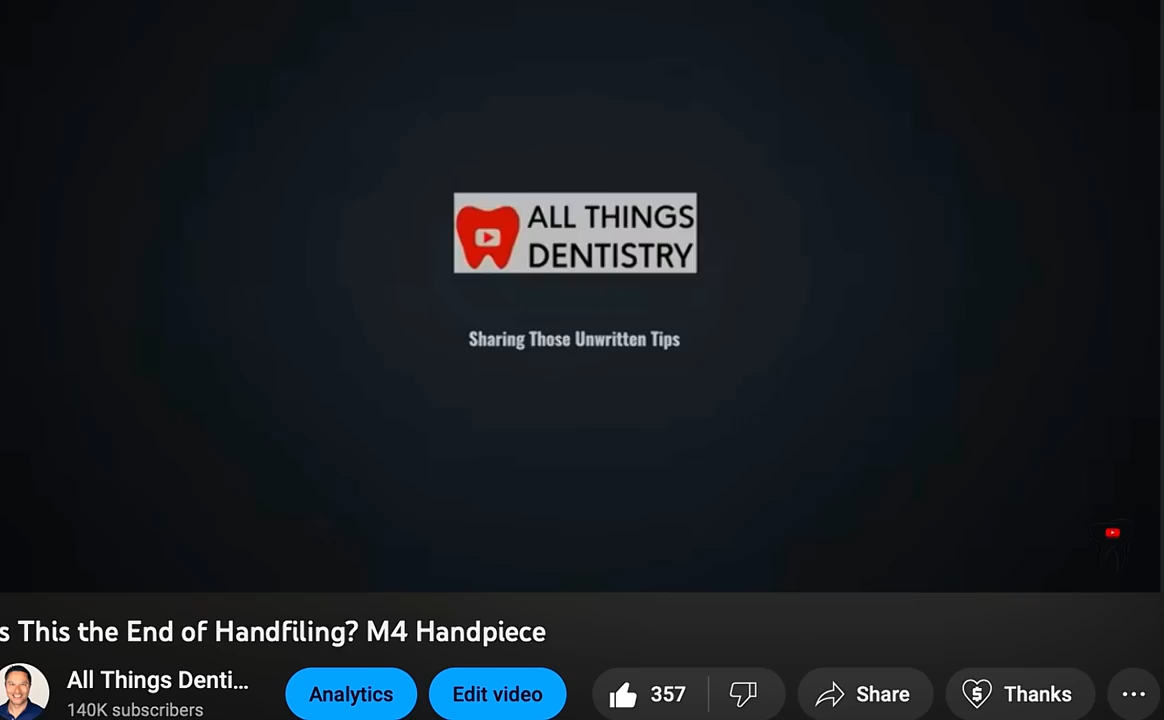 ALL THINGS
DENTISTRY
Sharing Those Unwritten Tips
s This the End of Handfiling? M4 Handpiece
All Things Denti...
140K subscribers
Analytics
Edit video
357
Share
Thanks